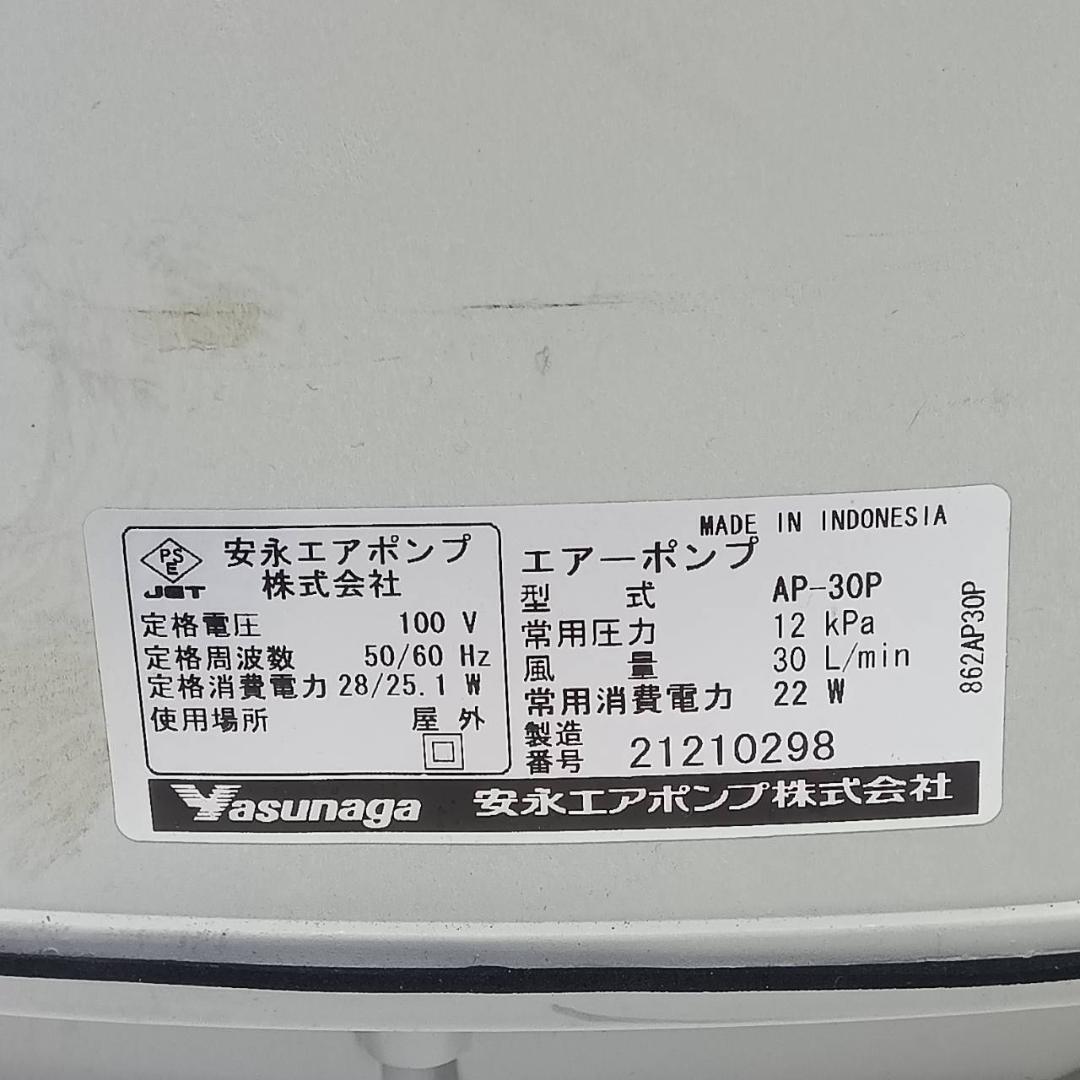 MADE IN INDONESIA
PSE
JET
安永エアポンプ
株式会社
定格電圧 100 V
定格周波数 50/60 Hz
定格消費電力 28/25.1 W
使用場所 屋外
エアーポンプ
型式 AP-30P
常用圧力 12 kPa
風量 30 L/min
常用消費電力 22 W
製造
番号 21210298
862AP30P
Yasunaga 安永エアポンプ株式会社